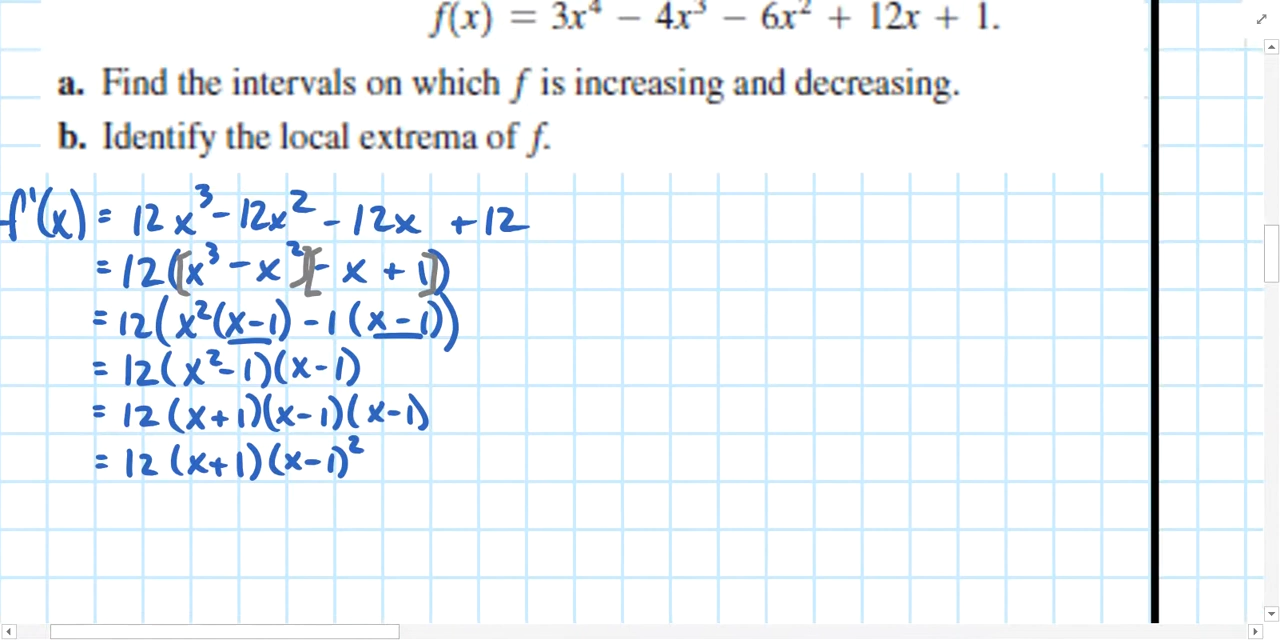 f(x) = 3x⁴ − 4x³ − 6x² + 12x + 1.
a. Find the intervals on which f is increasing and decreasing.
b. Identify the local extrema of f.
f'(x) = 12x³ - 12x² - 12x + 12
= 12([x³ - x²][- x + 1])
= 12(x²(x-1) - 1(x-1))
= 12(x²-1)(x-1)
= 12(x+1)(x-1)(x-1)
= 12(x+1)(x-1)²